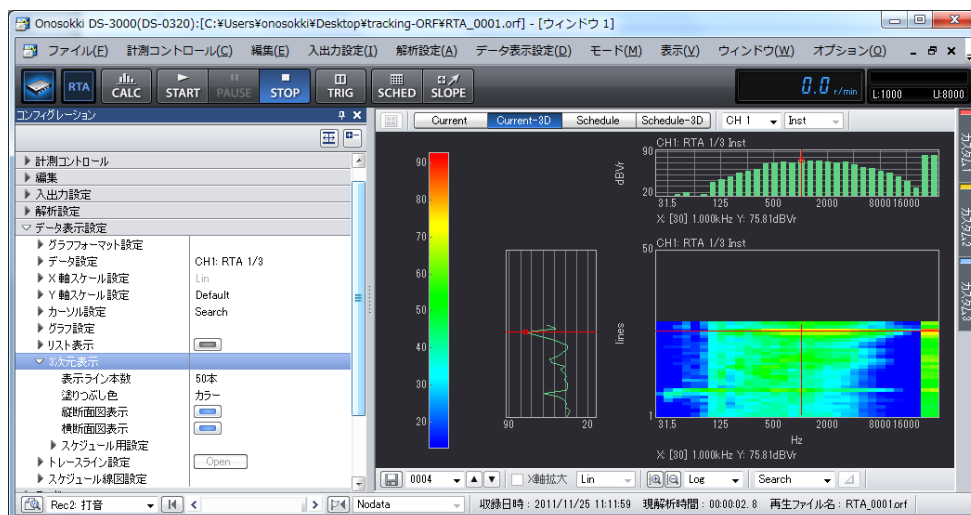 Onosokki DS-3000(DS-0320):[C:¥Users¥onosokki¥Desktop¥tracking-ORF¥RTA_0001.orf] - [ウィンドウ 1]
ファイル(F) 計測コントロール(C) 編集(E) 入出力設定(I) 解析設定(A) データ表示設定(D) モード(M) 表示(V) ウィンドウ(W) オプション(O)
RTA CALC START PAUSE STOP TRIG SCHED SLOPE 0.0 r/min L:1000 U:8000
コンフィグレーション
Current Current-3D Schedule Schedule-3D CH 1 Inst
カスタム1
カスタム2
カスタム3
計測コントロール
編集
入出力設定
解析設定
データ表示設定
グラフフォーマット設定
データ設定 CH1: RTA 1/3
X 軸スケール設定 Lin
Y 軸スケール設定 Default
カーソル設定 Search
グラフ設定
リスト表示
3次元表示
表示ライン本数 50本
塗りつぶし色 カラー
縦断面図表示
横断面図表示
スケジュール用設定
トレースライン設定 Open
スケジュール線図設定
90
80
70
60
50
40
30
20
90 20
CH1: RTA 1/3 Inst
90
dBVr
20
31.5 125 500 2000 8000 16000
X: [30] 1.000kHz Y: 75.81dBVr
50 CH1: RTA 1/3 Inst
lines
1
31.5 125 500 2000 8000 16000
Hz
X: [30] 1.000kHz Y: 75.81dBVr
0004 X軸拡大 Lin Log Search
Rec2: 打音 Nodata 収録日時 : 2011/11/25 11:11:59 現解析時間 : 00:00:02. 8 再生ファイル名 : RTA_0001.orf